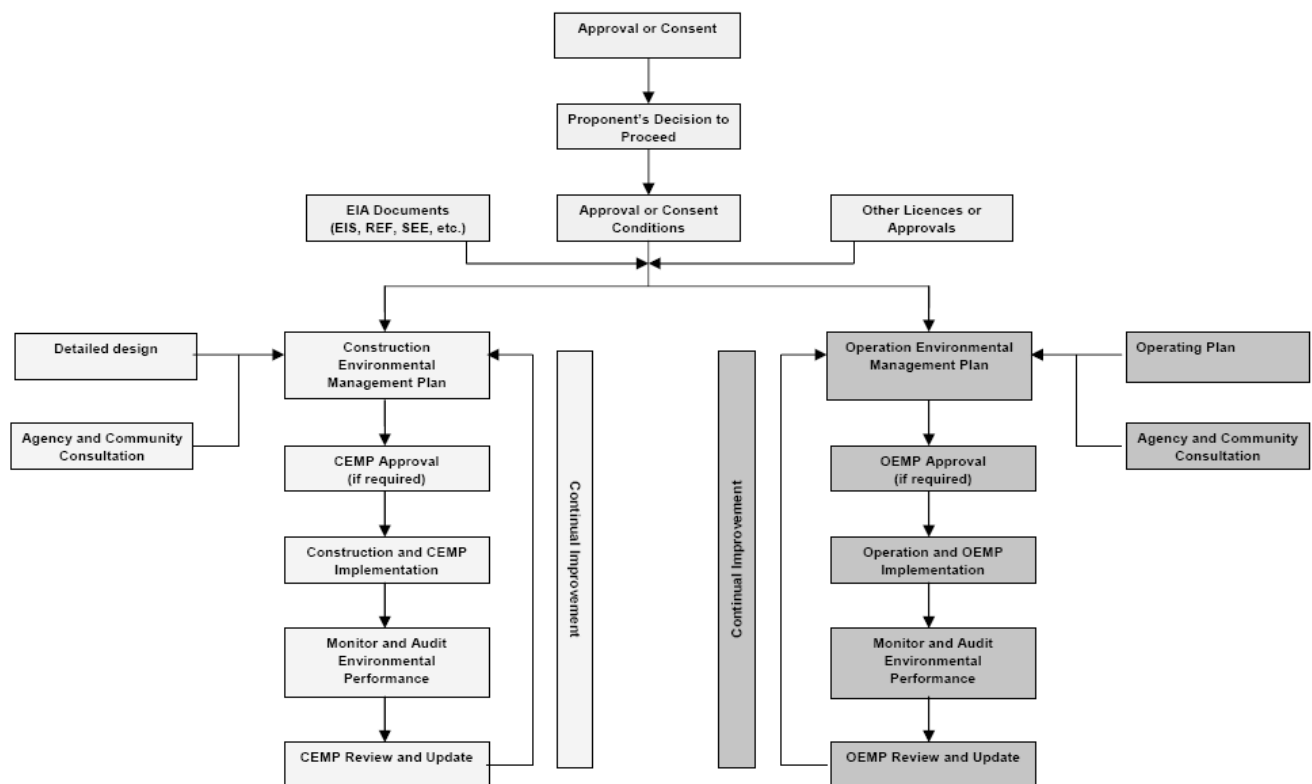 Approval or Consent
Proponent's Decision to
Proceed
EIA Documents
(EIS, REF, SEE, etc.)
Approval or Consent
Conditions
Other Licences or
Approvals
Detailed design
Agency and Community
Consultation
Construction
Environmental
Management Plan
CEMP Approval
(if required)
Construction and CEMP
Implementation
Monitor and Audit
Environmental
Performance
CEMP Review and Update
Continual Improvement
Continual Improvement
Operation Environmental
Management Plan
OEMP Approval
(if required)
Operation and OEMP
Implementation
Monitor and Audit
Environmental
Performance
OEMP Review and Update
Operating Plan
Agency and Community
Consultation